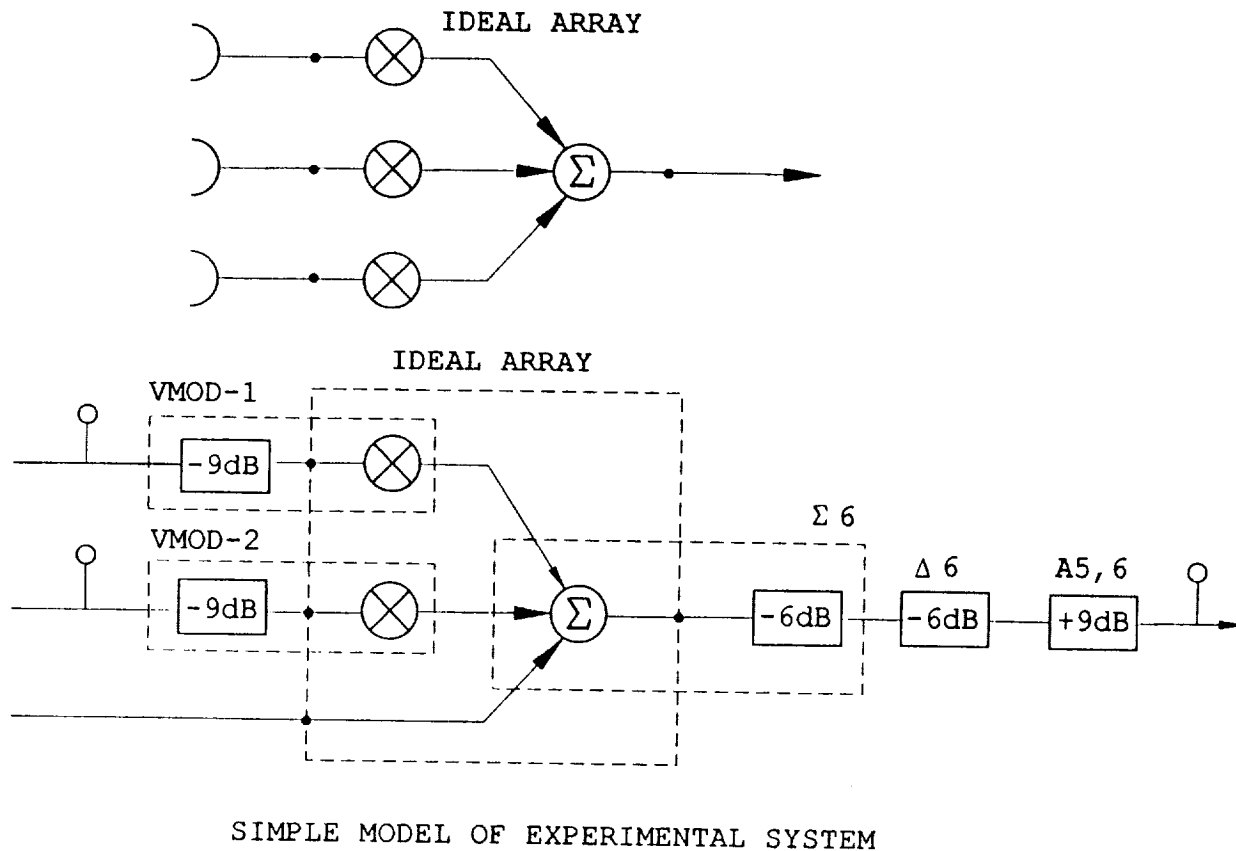 IDEAL ARRAY
Σ
IDEAL ARRAY
VMOD-1
-9dB
VMOD-2
-9dB
Σ
Σ 6
-6dB
Δ 6
-6dB
A5,6
+9dB
SIMPLE MODEL OF EXPERIMENTAL SYSTEM